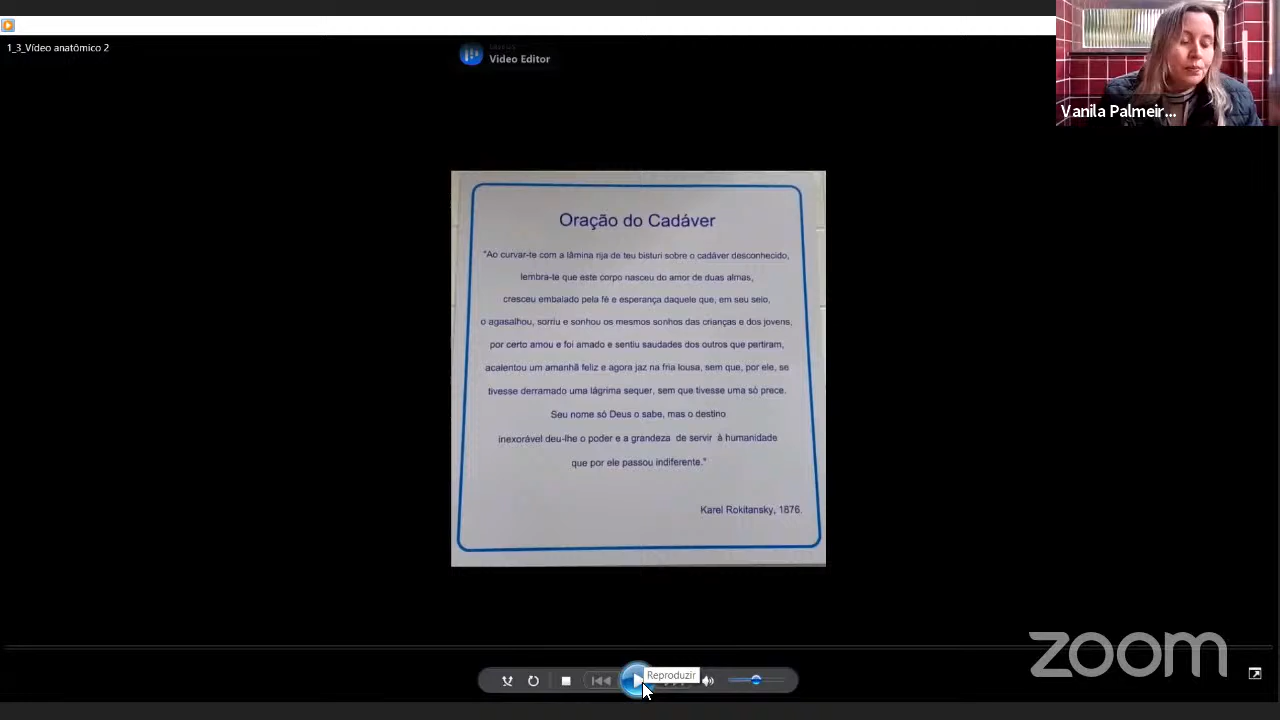 1_3_Vídeo anatômico 2
Video Editor
Vanila Palmeir...
Oração do Cadáver
"Ao curvar-te com a lâmina rija de teu bisturi sobre o cadáver desconhecido,
lembra-te que este corpo nasceu do amor de duas almas,
cresceu embalado pela fé e esperança daquele que, em seu seio,
o agasalhou, sorriu e sonhou os mesmos sonhos das crianças e dos jovens,
por certo amou e foi amado e sentiu saudades dos outros que partiram,
acalentou um amanhã feliz e agora jaz na fria lousa, sem que, por ele, se
tivesse derramado uma lágrima sequer, sem que tivesse uma só prece.
Seu nome só Deus o sabe, mas o destino
inexorável deu-lhe o poder e a grandeza de servir à humanidade
que por ele passou indiferente."
Karel Rokitansky, 1876.
zoom
Reproduzir